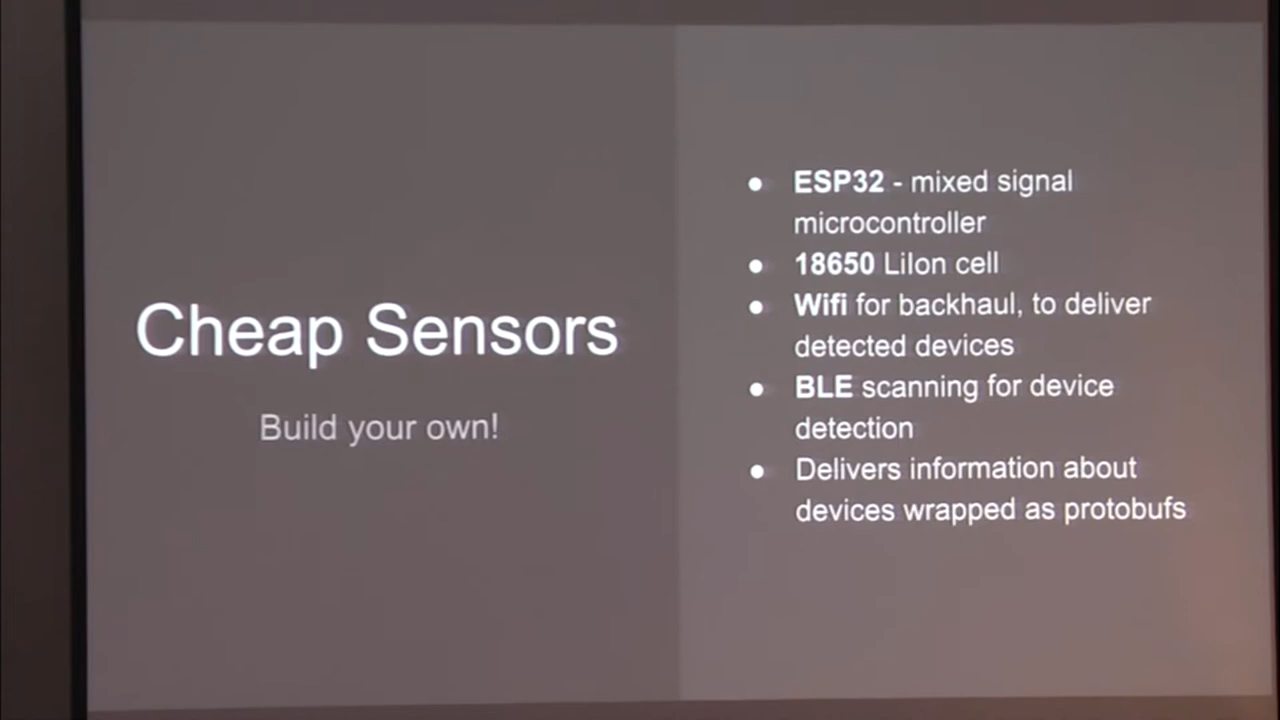 Cheap Sensors
Build your own!
● ESP32 - mixed signal
microcontroller
● 18650 LiIon cell
● Wifi for backhaul, to deliver
detected devices
● BLE scanning for device
detection
● Delivers information about
devices wrapped as protobufs